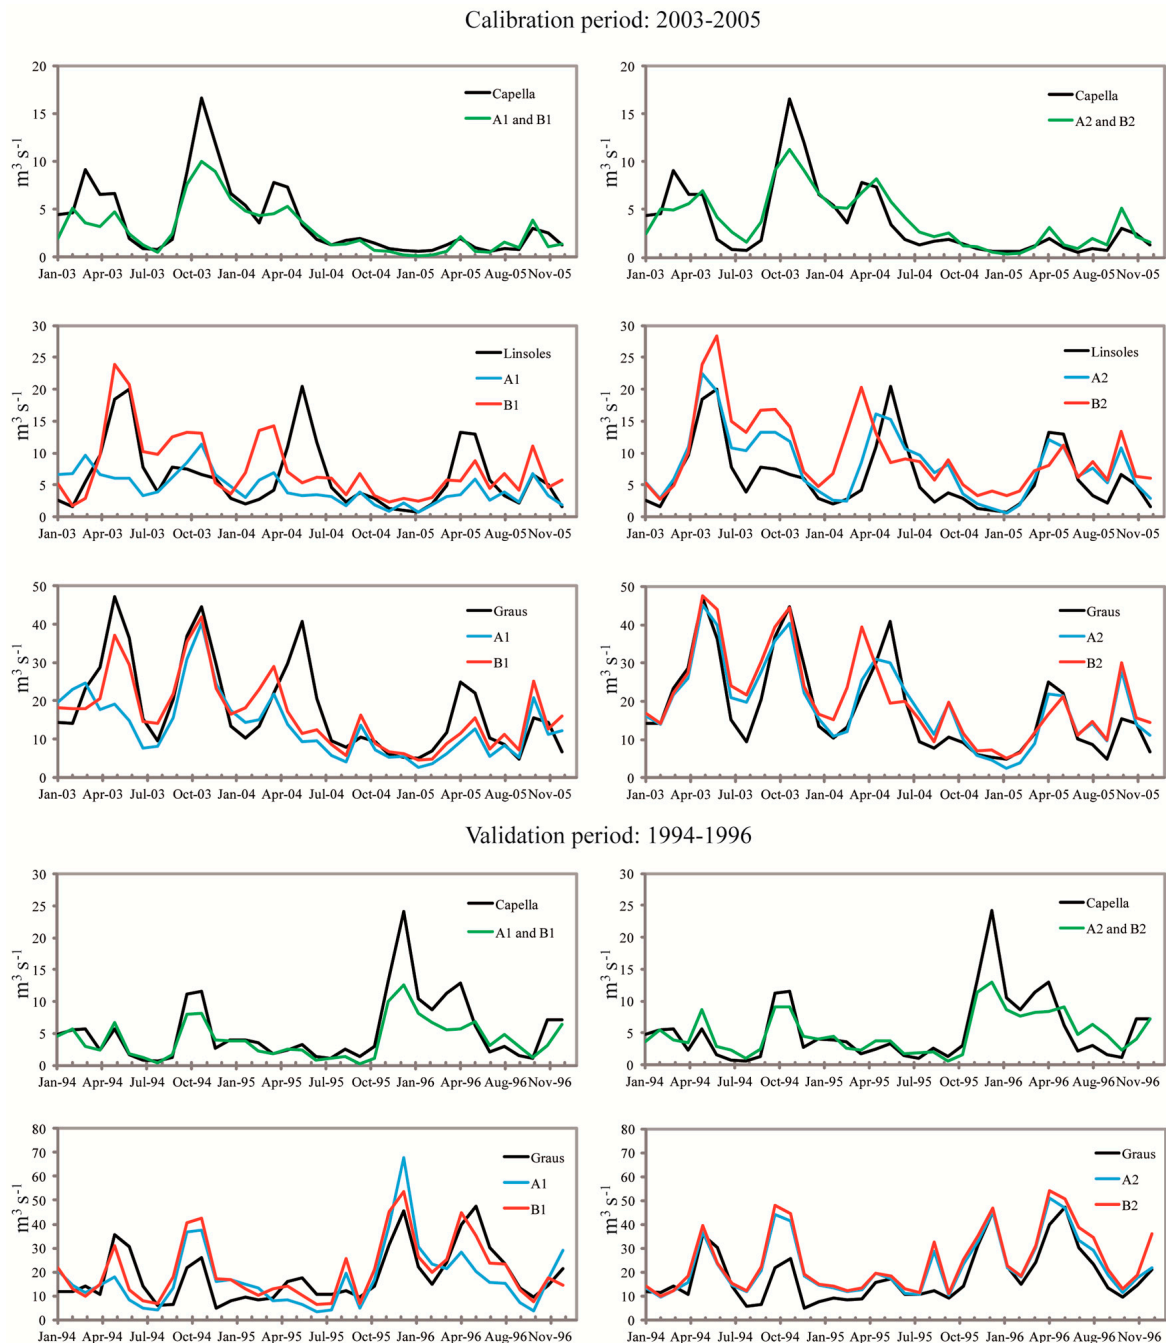 Calibration period: 2003-2005
20
15
10
5
0
m³ s⁻¹
Capella
A1 and B1
Jan-03 Apr-03 Jul-03 Oct-03 Jan-04 Apr-04 Jul-04 Oct-04 Jan-05 Apr-05 Aug-05 Nov-05
20
15
10
5
0
m³ s⁻¹
Capella
A2 and B2
Jan-03 Apr-03 Jul-03 Oct-03 Jan-04 Apr-04 Jul-04 Oct-04 Jan-05 Apr-05 Aug-05 Nov-05
30
25
20
15
10
5
0
m³ s⁻¹
Linsoles
A1
B1
Jan-03 Apr-03 Jul-03 Oct-03 Jan-04 Apr-04 Jul-04 Oct-04 Jan-05 Apr-05 Aug-05 Nov-05
30
25
20
15
10
5
0
m³ s⁻¹
Linsoles
A2
B2
Jan-03 Apr-03 Jul-03 Oct-03 Jan-04 Apr-04 Jul-04 Oct-04 Jan-05 Apr-05 Aug-05 Nov-05
50
40
30
20
10
0
m³ s⁻¹
Graus
A1
B1
Jan-03 Apr-03 Jul-03 Oct-03 Jan-04 Apr-04 Jul-04 Oct-04 Jan-05 Apr-05 Aug-05 Nov-05
50
40
30
20
10
0
m³ s⁻¹
Graus
A2
B2
Jan-03 Apr-03 Jul-03 Oct-03 Jan-04 Apr-04 Jul-04 Oct-04 Jan-05 Apr-05 Aug-05 Nov-05
Validation period: 1994-1996
30
25
20
15
10
5
0
m³ s⁻¹
Capella
A1 and B1
Jan-94 Apr-94 Jul-94 Oct-94 Jan-95 Apr-95 Jul-95 Oct-95 Jan-96 Apr-96 Aug-96 Nov-96
30
25
20
15
10
5
0
m³ s⁻¹
Capella
A2 and B2
Jan-94 Apr-94 Jul-94 Oct-94 Jan-95 Apr-95 Jul-95 Oct-95 Jan-96 Apr-96 Aug-96 Nov-96
80
70
60
50
40
30
20
10
0
m³ s⁻¹
Graus
A1
B1
Jan-94 Apr-94 Jul-94 Oct-94 Jan-95 Apr-95 Jul-95 Oct-95 Jan-96 Apr-96 Aug-96 Nov-96
80
70
60
50
40
30
20
10
0
m³ s⁻¹
Graus
A2
B2
Jan-94 Apr-94 Jul-94 Oct-94 Jan-95 Apr-95 Jul-95 Oct-95 Jan-96 Apr-96 Aug-96 Nov-96